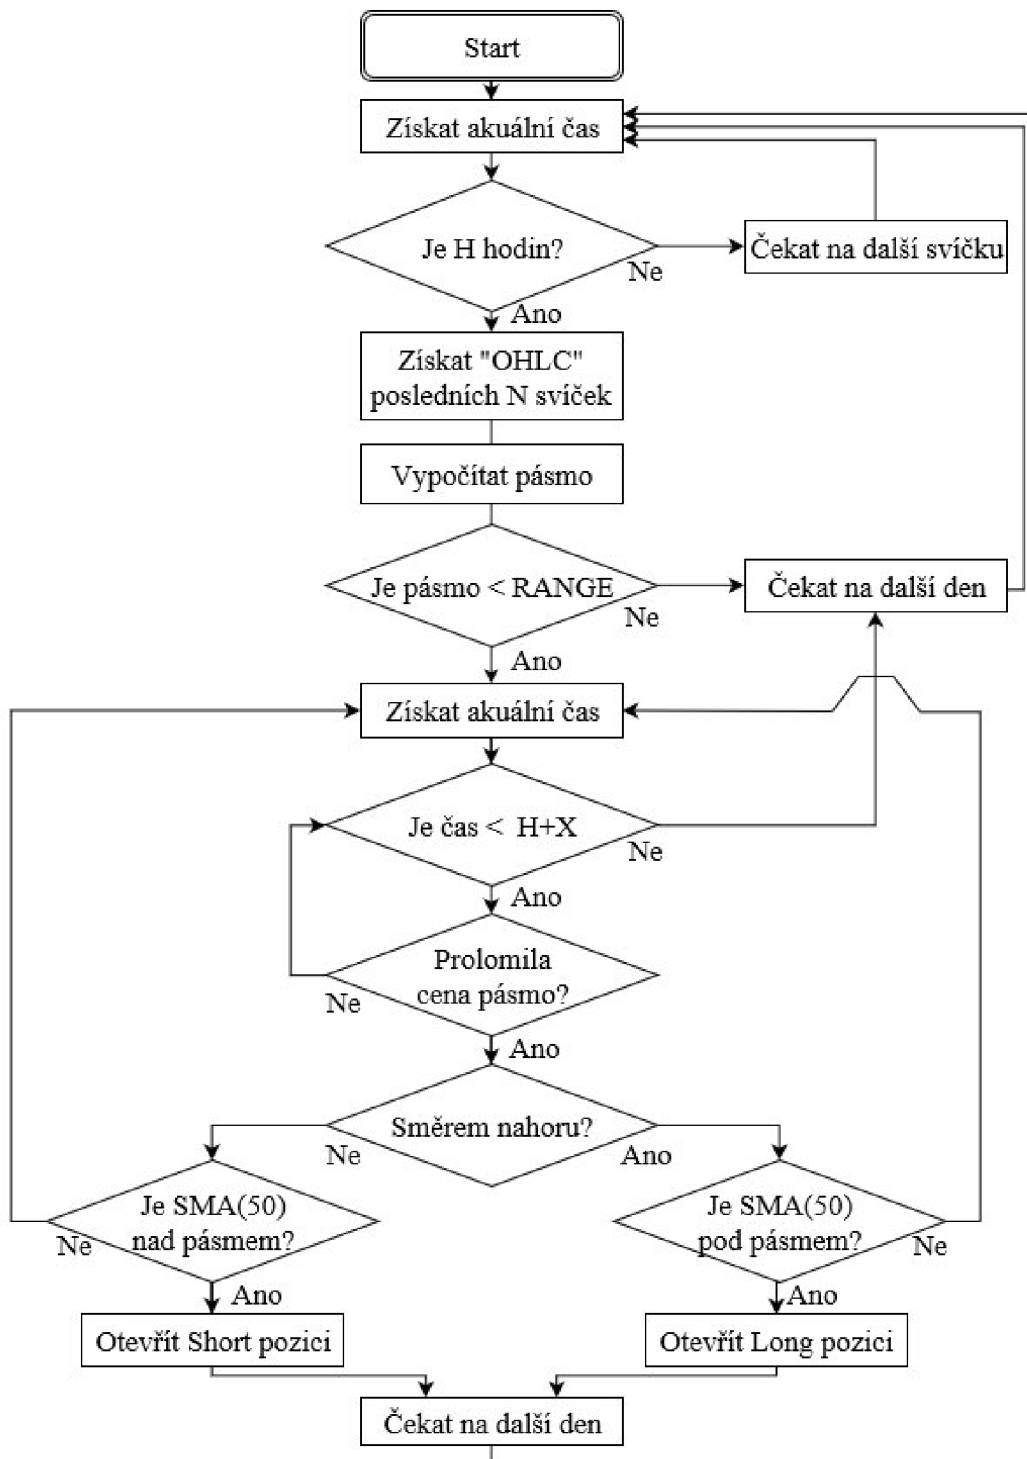 Start
Získat akuální čas
Je H hodin?
Ne
Čekat na další svíčku
Ano
Získat "OHLC"
posledních N svíček
Vypočítat pásmo
Je pásmo < RANGE
Ne
Čekat na další den
Ano
Získat akuální čas
Je čas < H+X
Ne
Ano
Prolomila
cena pásmo?
Ne
Ano
Směrem nahoru?
Ne
Ano
Je SMA(50)
nad pásmem?
Ne
Je SMA(50)
pod pásmem?
Ne
Ano
Ano
Otevřít Short pozici
Otevřít Long pozici
Čekat na další den